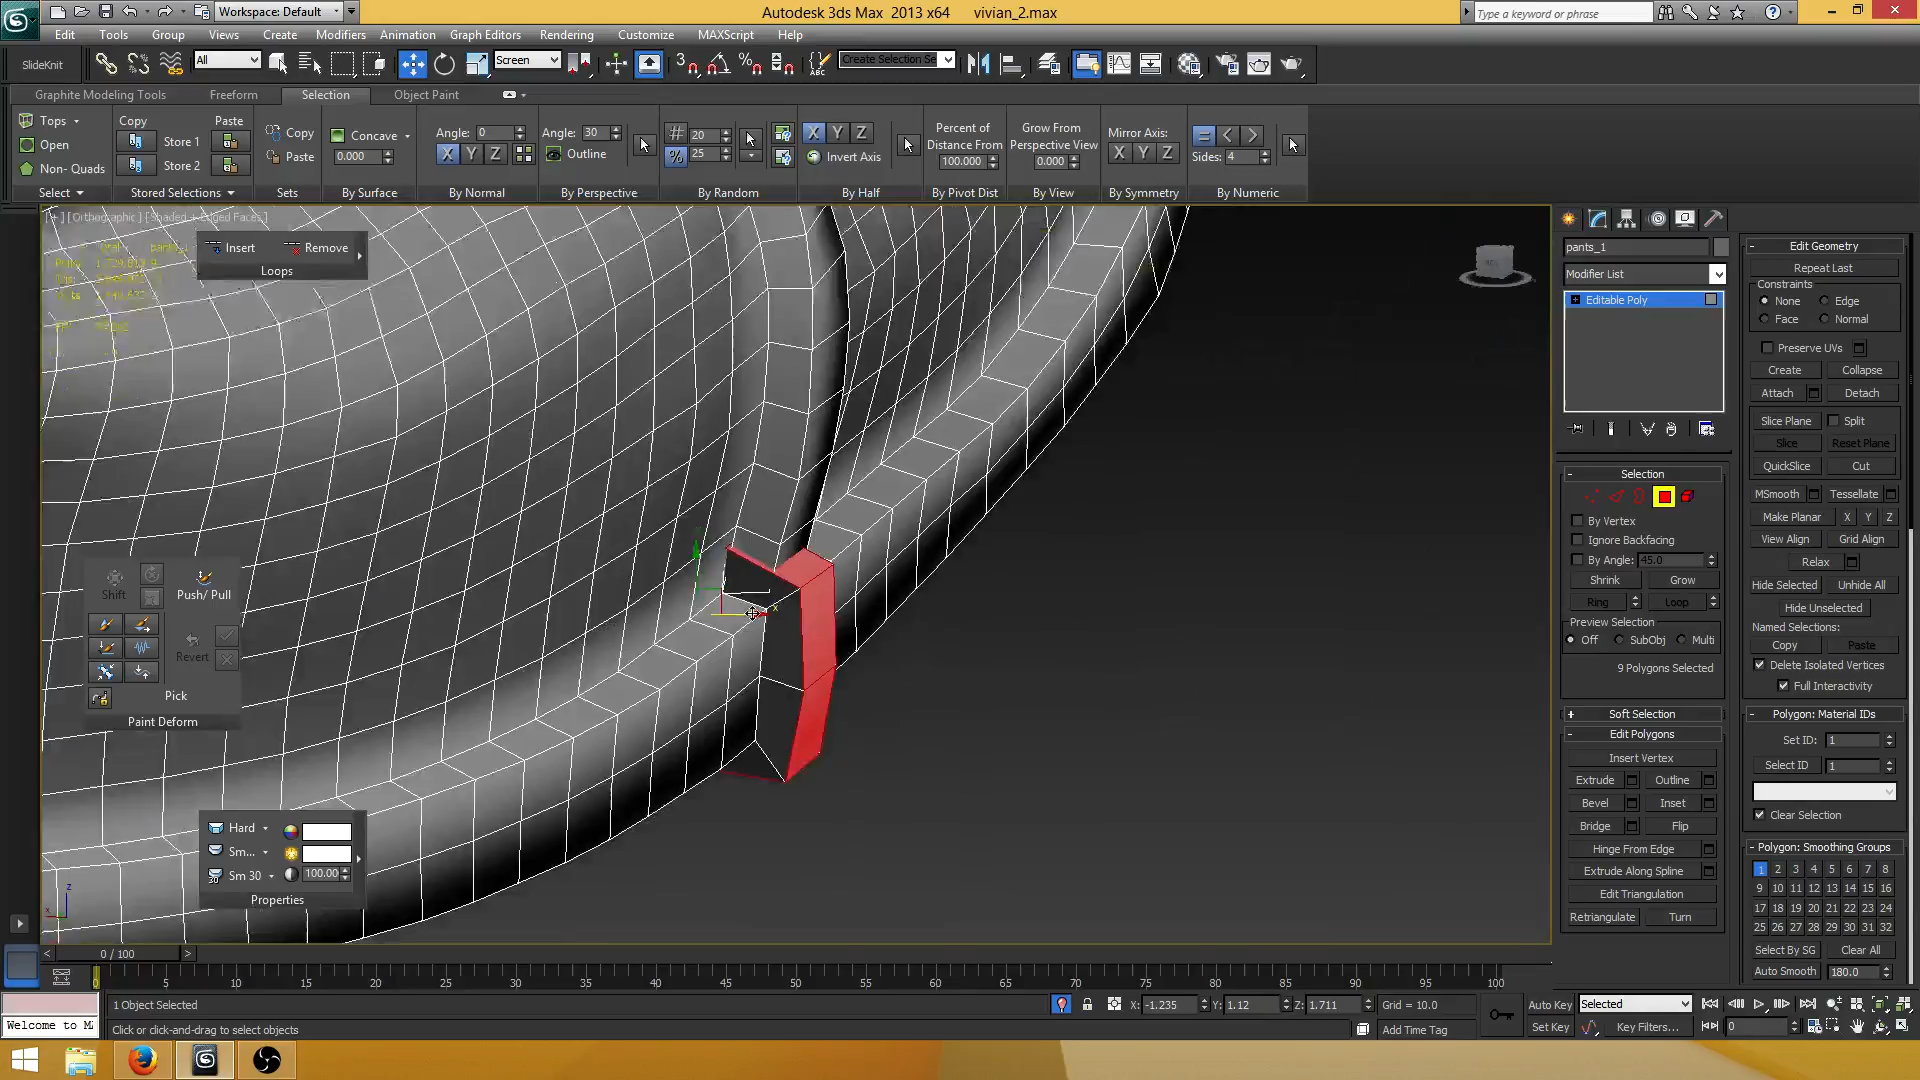 Workspace: Default
Autodesk 3ds Max 2013 x64 vivian_2.max
Type a keyword or phrase
Edit Tools Group Views Create Modifiers Animation Graph Editors Rendering Customize MAXScript Help
SlideKnit
All
Screen
Create Selection Se
Graphite Modeling Tools Freeform Selection Object Paint
Tops Copy Paste Copy Concave Angle: 0 Angle: 30 20 X Y Z Percent of Grow From Mirror Axis:
Open Store 1 Distance From Perspective View
Non- Quads Store 2 Paste 0.000 X Y Z Outline % 25 Invert Axis 100.000 0.000 X Y Z Sides: 4
Select Stored Selections Sets By Surface By Normal By Perspective By Random By Half By Pivot Dist By View By Symmetry By Numeric
[+] [Orthographic] [Shaded + Edged Faces]
Insert Remove
Loops
Shift Push/ Pull
Revert
Pick
Paint Deform
Hard
Sm...
Sm 30 100.00
Properties
x
z
pants_1
Modifier List
Editable Poly
Selection
By Vertex
Ignore Backfacing
By Angle: 45.0
Shrink Grow
Ring Loop
Preview Selection
Off SubObj Multi
9 Polygons Selected
Soft Selection
Edit Polygons
Insert Vertex
Extrude Outline
Bevel Inset
Bridge Flip
Hinge From Edge
Extrude Along Spline
Edit Triangulation
Retriangulate Turn
Edit Geometry
Repeat Last
Constraints
None Edge
Face Normal
Preserve UVs
Create Collapse
Attach Detach
Slice Plane Split
Slice Reset Plane
QuickSlice Cut
MSmooth Tessellate
Make Planar X Y Z
View Align Grid Align
Relax
Hide Selected Unhide All
Hide Unselected
Named Selections:
Copy Paste
Delete Isolated Vertices
Full Interactivity
Polygon: Material IDs
Set ID: 1
Select ID 1
Clear Selection
Polygon: Smoothing Groups
1 2 3 4 5 6 7 8
9 10 11 12 13 14 15 16
17 18 19 20 21 22 23 24
25 26 27 28 29 30 31 32
Select By SG Clear All
Auto Smooth 180.0
0 / 100
5 10 15 20 25 30 35 40 45 50 55 60 65 70 75 80 85 90 95 100
1 Object Selected X: -1.235 Y: 1.12 Z: 1.711 Grid = 10.0 Auto Key Selected
Welcome to M Click or click-and-drag to select objects Add Time Tag Set Key Key Filters... 0